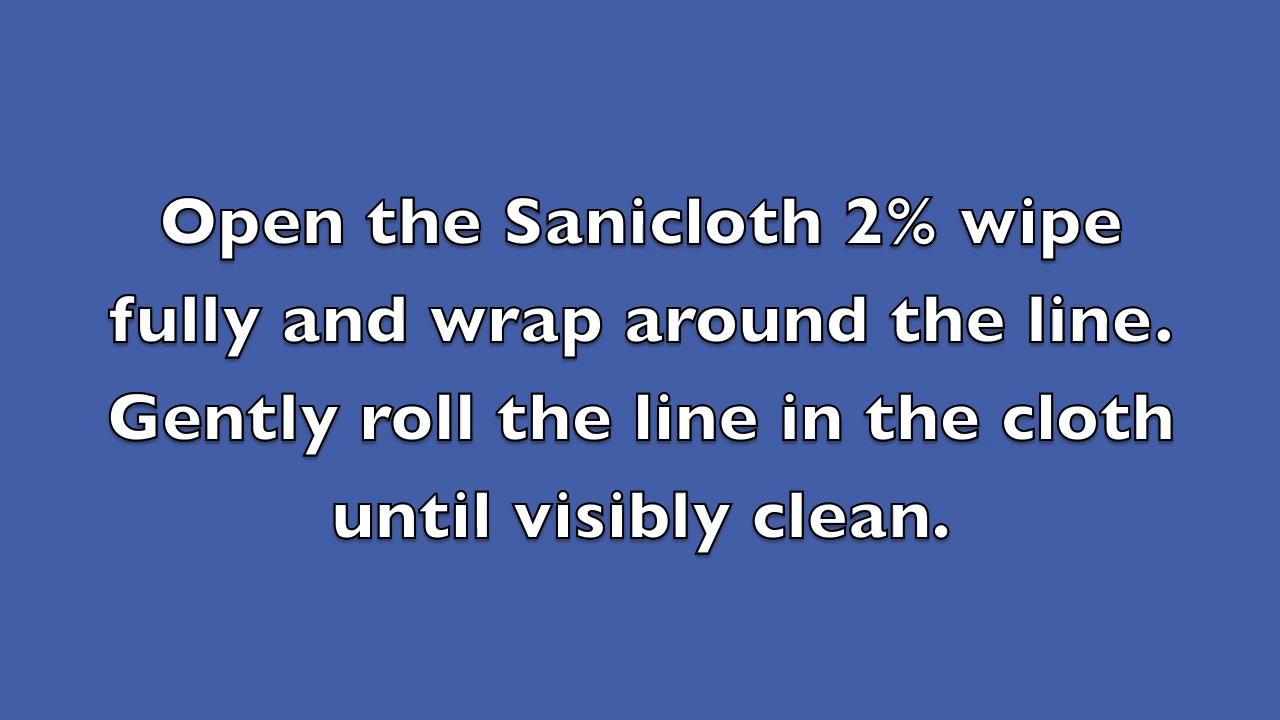 Open the Sanicloth 2% wipe
fully and wrap around the line.
Gently roll the line in the cloth
until visibly clean.